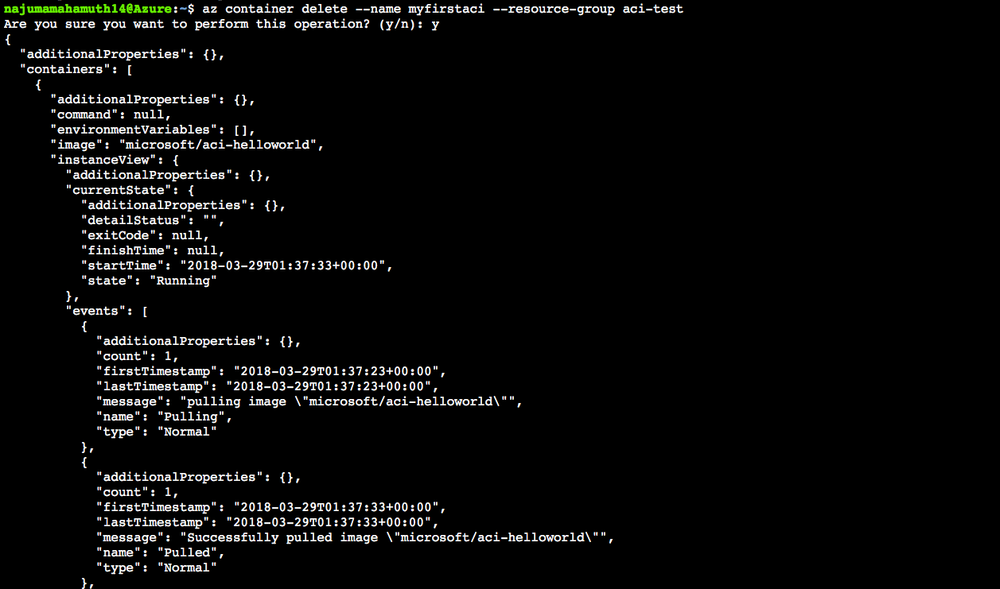 najumamahamuth14@Azure:~$ az container delete --name myfirstaci --resource-group aci-test
Are you sure you want to perform this operation? (y/n): y
{
  "additionalProperties": {},
  "containers": [
    {
      "additionalProperties": {},
      "command": null,
      "environmentVariables": [],
      "image": "microsoft/aci-helloworld",
      "instanceView": {
        "additionalProperties": {},
        "currentState": {
          "additionalProperties": {},
          "detailStatus": "",
          "exitCode": null,
          "finishTime": null,
          "startTime": "2018-03-29T01:37:33+00:00",
          "state": "Running"
        },
        "events": [
          {
            "additionalProperties": {},
            "count": 1,
            "firstTimestamp": "2018-03-29T01:37:23+00:00",
            "lastTimestamp": "2018-03-29T01:37:23+00:00",
            "message": "pulling image \"microsoft/aci-helloworld\"",
            "name": "Pulling",
            "type": "Normal"
          },
          {
            "additionalProperties": {},
            "count": 1,
            "firstTimestamp": "2018-03-29T01:37:33+00:00",
            "lastTimestamp": "2018-03-29T01:37:33+00:00",
            "message": "Successfully pulled image \"microsoft/aci-helloworld\"",
            "name": "Pulled",
            "type": "Normal"
          },